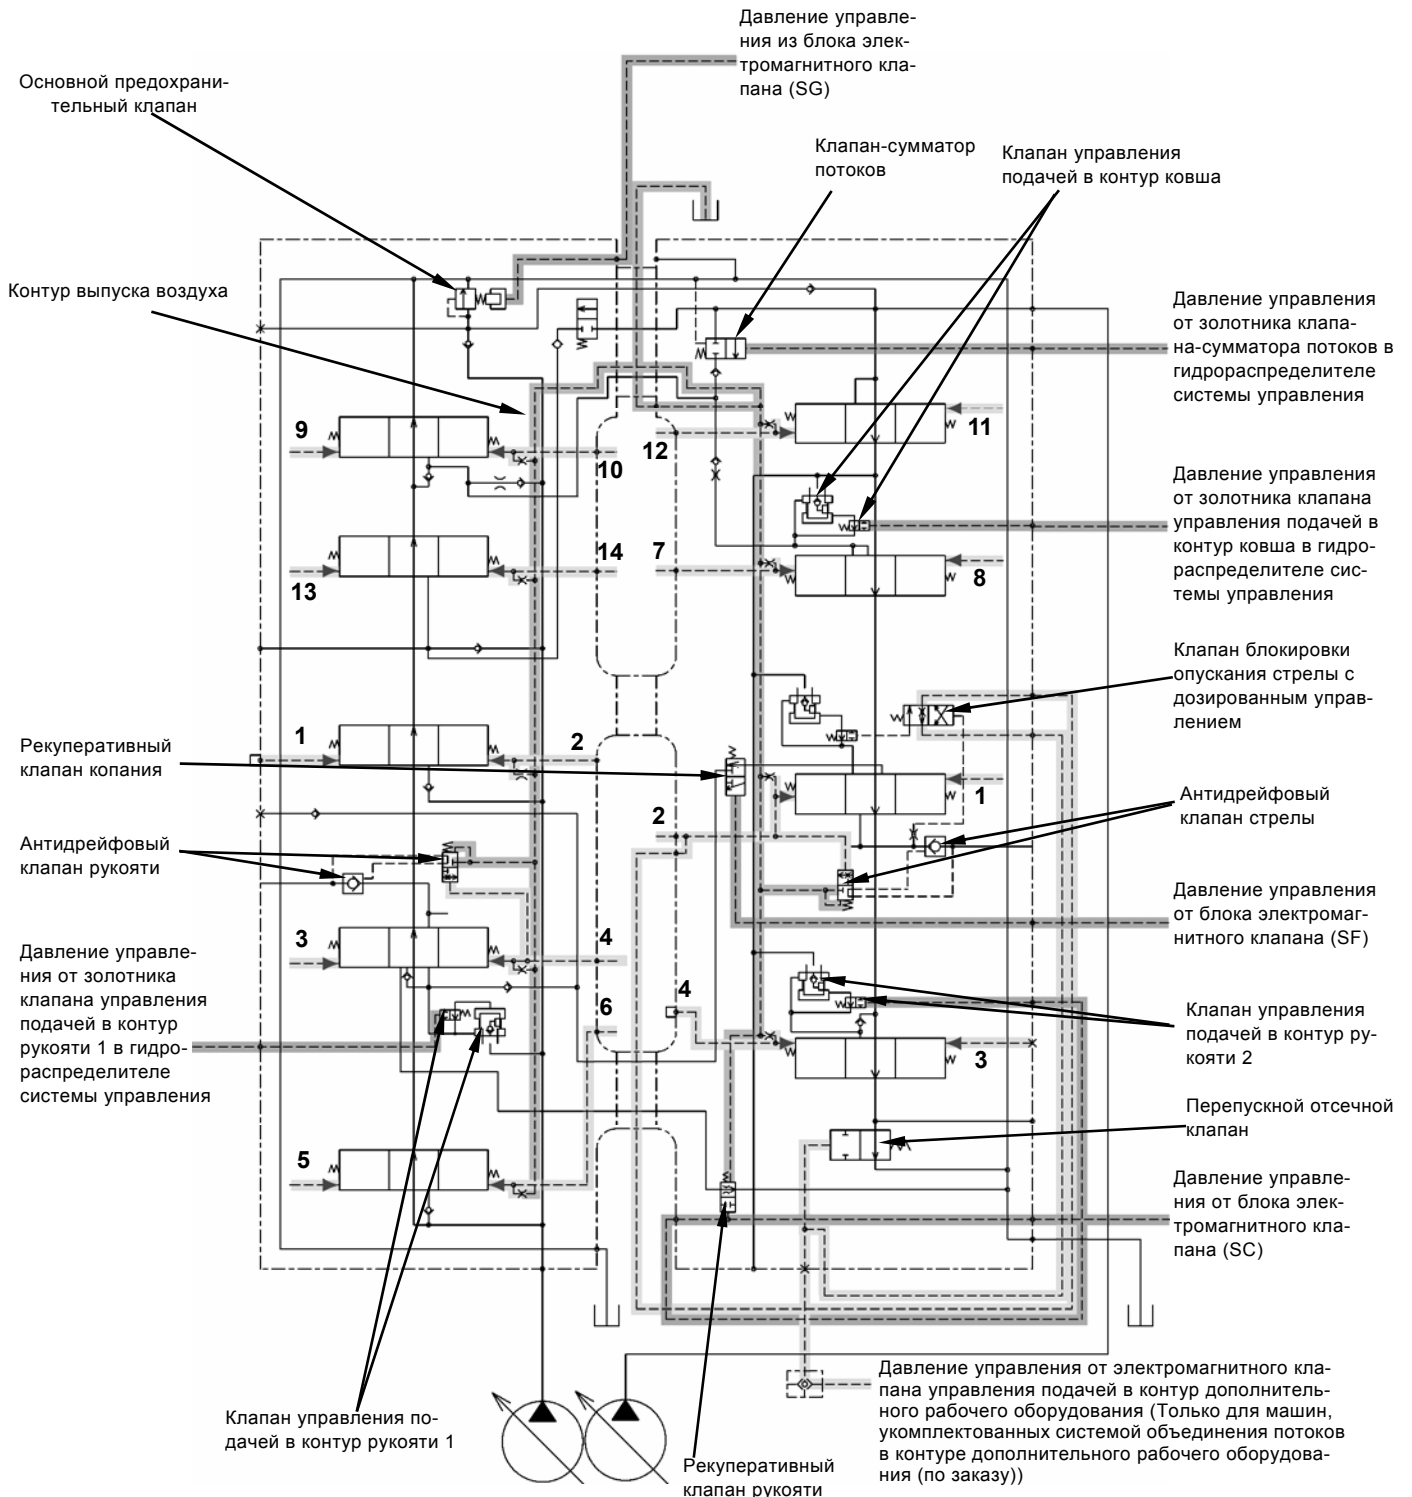 Давление управле-
ния из блока элек-
тромагнитного кла-
пана (SG)
Основной предохрани-
тельный клапан
Клапан-сумматор
потоков
Клапан управления
подачей в контур ковша
Контур выпуска воздуха
Давление управления
от золотника клапа-
на-сумматора потоков в
гидрораспределителе
системы управления
9
10
12
11
Давление управления
от золотника клапана
управления подачей в
контур ковша в гидро-
распределителе сис-
темы управления
13
14
7
8
Клапан блокировки
опускания стрелы с
дозированным управ-
лением
Рекуперативный
клапан копания
1
2
2
1
Антидрейфовый
клапан стрелы
Антидрейфовый
клапан рукояти
Давление управления
от блока электромаг-
нитного клапана (SF)
Давление управле-
ния от золотника
клапана управления
подачей в контур
рукояти 1 в гидро-
распределителе
системы управления
3
4
4
6
3
Клапан управления
подачей в контур ру-
кояти 2
Перепускной отсечной
клапан
5
Давление управле-
ния от блока элек-
тромагнитного кла-
пана (SC)
Давление управления от электромагнитного кла-
пана управления подачей в контур дополнитель-
ного рабочего оборудования (Только для машин,
укомплектованных системой объединения потоков
в контуре дополнительного рабочего оборудова-
ния (по заказу))
Клапан управления по-
дачей в контур рукояти 1
Рекуперативный
клапан рукояти